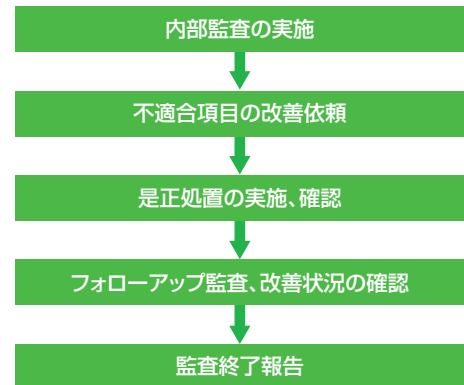 内部監査の実施
不適合項目の改善依頼
是正処置の実施、確認
フォローアップ監査、改善状況の確認
監査終了報告